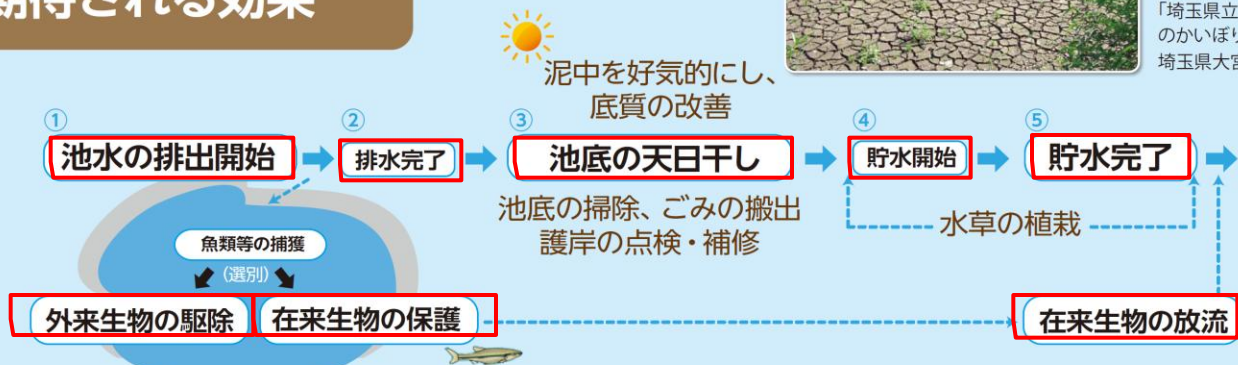 期待される効果
「埼玉県立
のかいぼり
埼玉県大宮
泥中を好気的にし、
底質の改善
① ② ③ ④ ⑤
池水の排出開始 排水完了 池底の天日干し 貯水開始 貯水完了
池底の掃除、ごみの搬出
護岸の点検・補修
水草の植栽
魚類等の捕獲
(選別)
外来生物の駆除 在来生物の保護 在来生物の放流